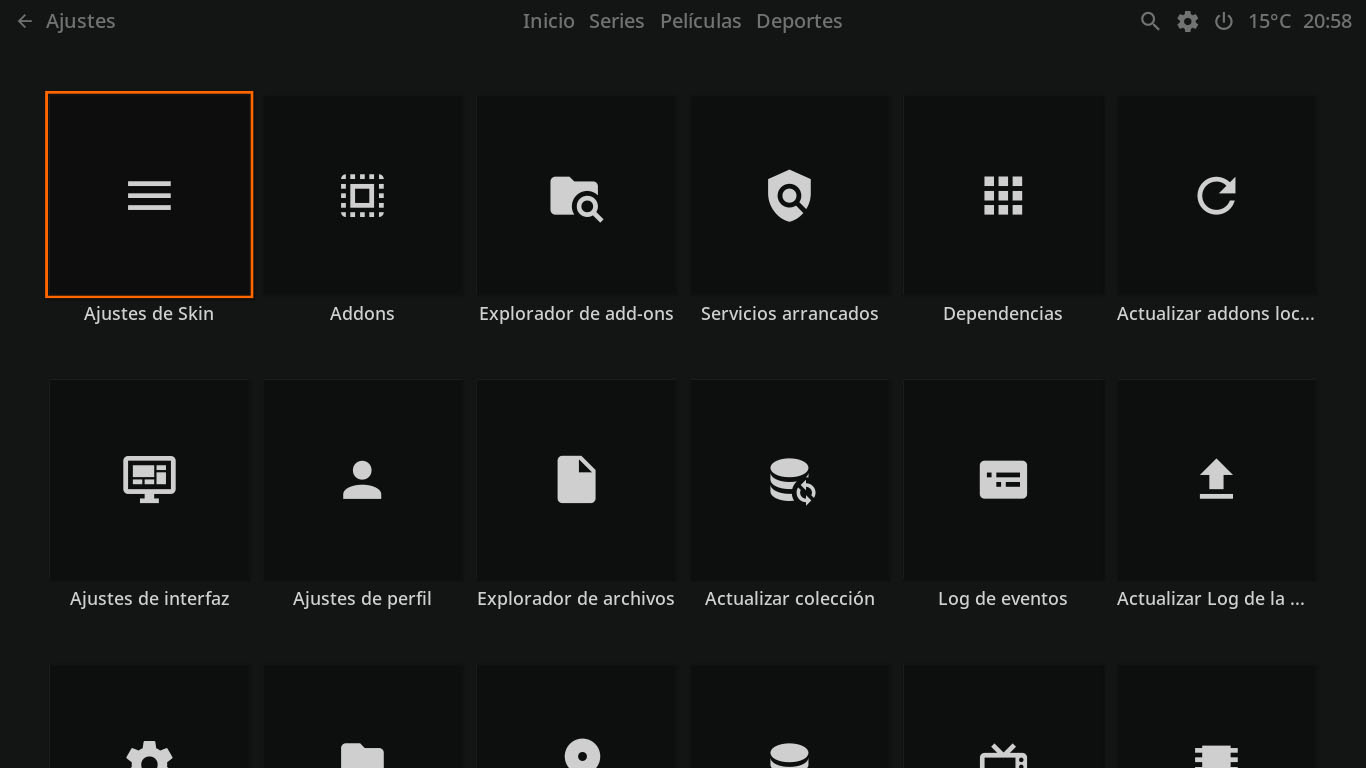 Ajustes
Inicio Series Películas Deportes
15°C 20:58
Ajustes de Skin
Addons
Explorador de add-ons
Servicios arrancados
Dependencias
Actualizar addons loc...
Ajustes de interfaz
Ajustes de perfil
Explorador de archivos
Actualizar colección
Log de eventos
Actualizar Log de la ...